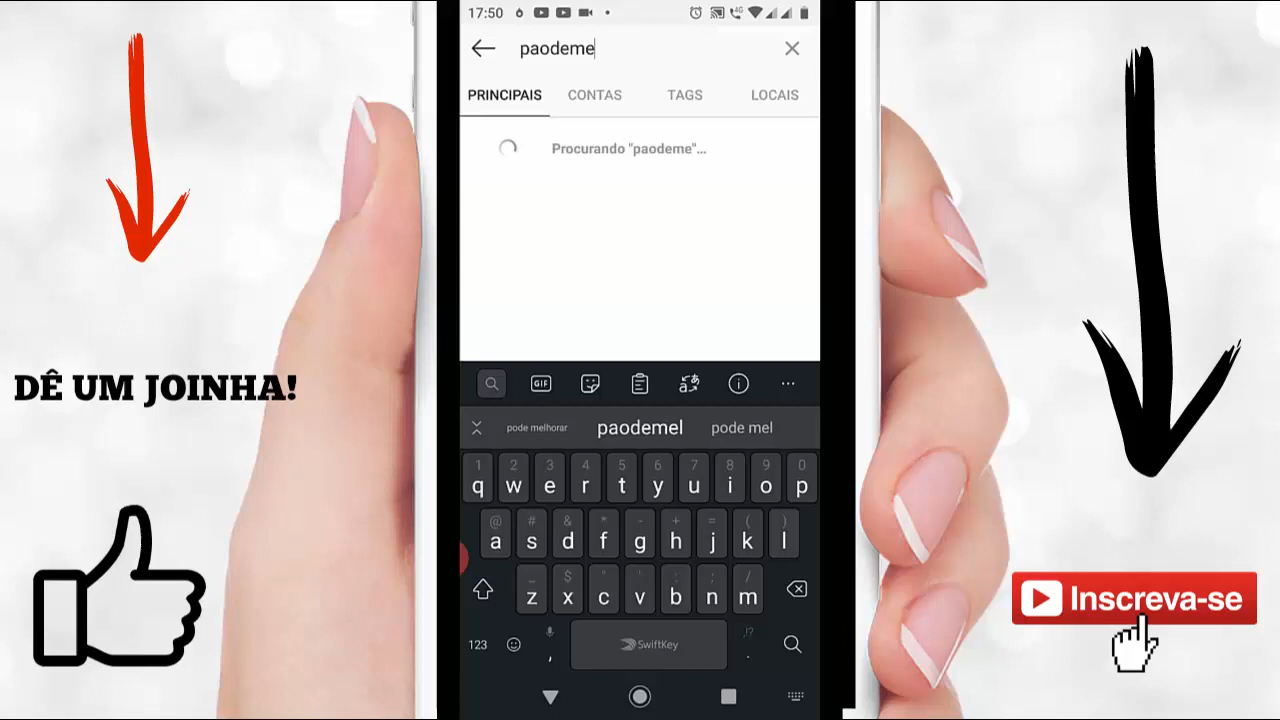 17:50
4G
paodeme
PRINCIPAIS CONTAS TAGS LOCAIS
Procurando "paodeme"...
DÊ UM JOINHA!
GIF
pode melhorar paodemel pode mel
1 2 3 4 5 6 7 8 9 0
q w e r t y u i o p
@ # & * - + = ( )
a s d f g h j k l
_ $ " ' : ; /
z x c v b n m
123 , SwiftKey ,!? .
Inscreva-se